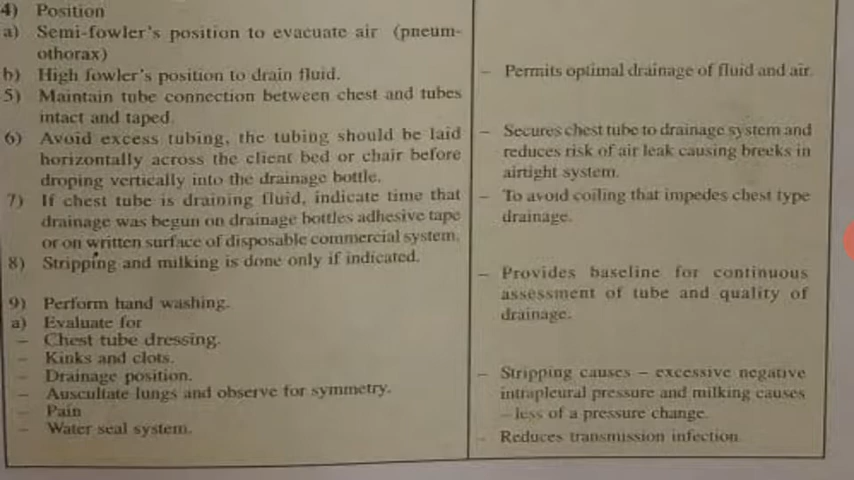 4) Position
a) Semi-fowler's position to evacuate air (pneum-
othorax)
b) High fowler's position to drain fluid.
5) Maintain tube connection between chest and tubes
intact and taped.
6) Avoid excess tubing, the tubing should be laid
horizontally across the client bed or chair before
droping vertically into the drainage bottle.
7) If chest tube is draining fluid, indicate time that
drainage was begun on drainage bottles adhesive tape
or on written surface of disposable commercial system.
8) Stripping and milking is done only if indicated.
9) Perform hand washing.
a) Evaluate for
– Chest tube dressing.
– Kinks and clots.
– Drainage position.
– Auscultate lungs and observe for symmetry.
– Pain
– Water seal system.
– Permits optimal drainage of fluid and air.
– Secures chest tube to drainage system and
reduces risk of air leak causing breeks in
airtight system.
– To avoid coiling that impedes chest type
drainage.
– Provides baseline for continuous
assessment of tube and quality of
drainage.
– Stripping causes – excessive negative
intrapleural pressure and milking causes
– less of a pressure change.
– Reduces transmission infection